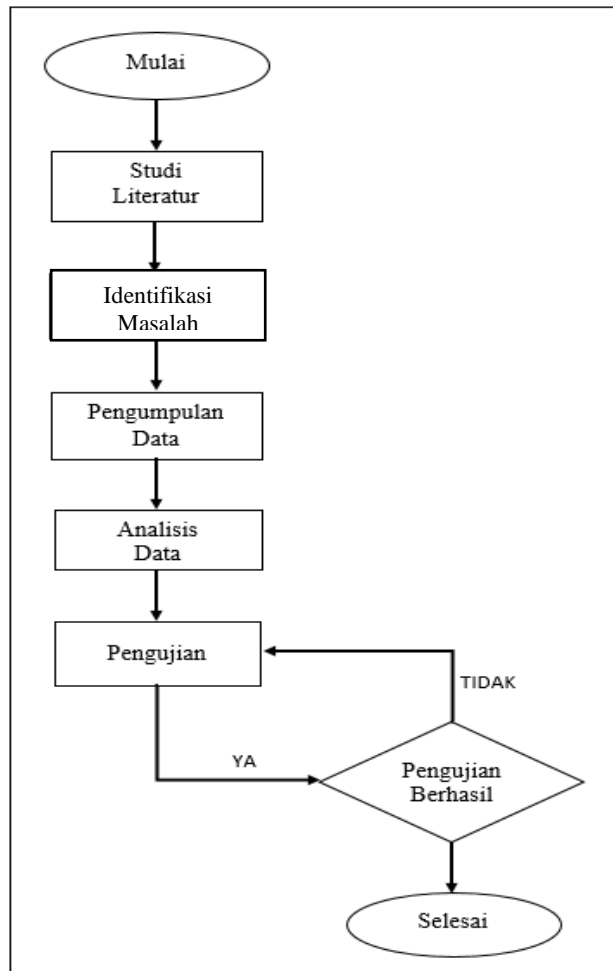 Mulai
Studi
Literatur
Identifikasi
Masalah
Pengumpulan
Data
Analisis
Data
Pengujian
TIDAK
YA
Pengujian
Berhasil
Selesai